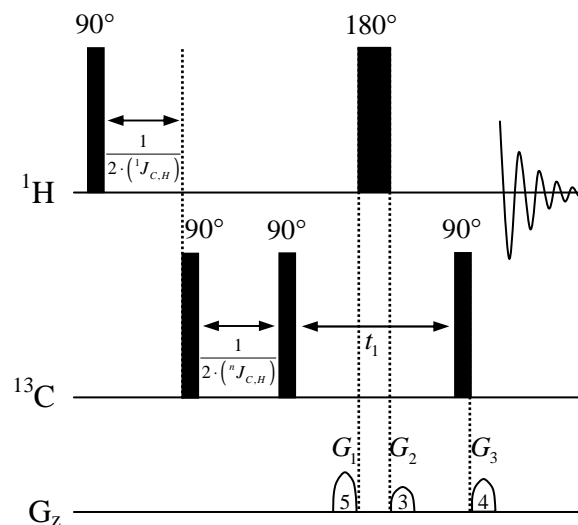 90° 180°
1
2·(¹J_C,H)
¹H
90° 90° 90°
t₁
1
2·(ⁿJ_C,H)
¹³C
G₁ G₂ G₃
5 3 4
G_z